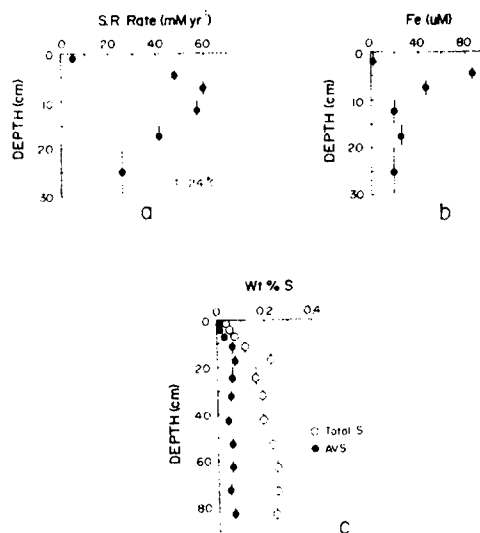 S.R. Rate (mM yr⁻¹)
0 20 40 60
DEPTH (cm)
0
10
20
30
a
Fe (uM)
0 40 80
DEPTH (cm)
0
10
20
30
b
Wt % S
0 0.2 0.4
DEPTH (cm)
0
20
40
60
80
○ Total S
● AVS
c